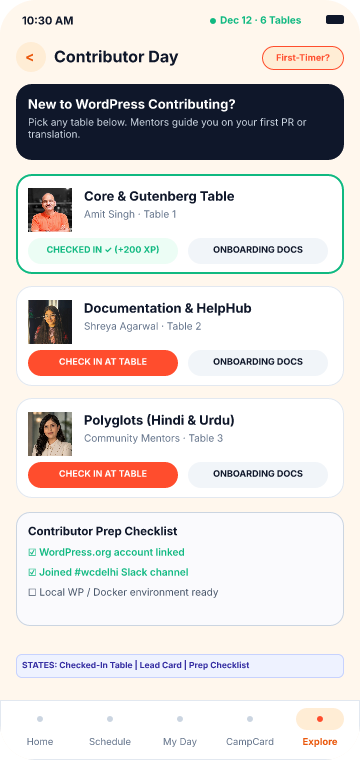 10:30 AM
Dec 12 · 6 Tables
<
Contributor Day
First-Timer?
New to WordPress Contributing?
Pick any table below. Mentors guide you on your first PR or
translation.
Core & Gutenberg Table
Amit Singh · Table 1
CHECKED IN ✓ (+200 XP)
ONBOARDING DOCS
Documentation & HelpHub
Shreya Agarwal · Table 2
CHECK IN AT TABLE
ONBOARDING DOCS
Polyglots (Hindi & Urdu)
Community Mentors · Table 3
CHECK IN AT TABLE
ONBOARDING DOCS
Contributor Prep Checklist
☑ WordPress.org account linked
☑ Joined #wcdelhi Slack channel
☐ Local WP / Docker environment ready
STATES: Checked-In Table | Lead Card | Prep Checklist
Home
Schedule
My Day
CampCard
Explore